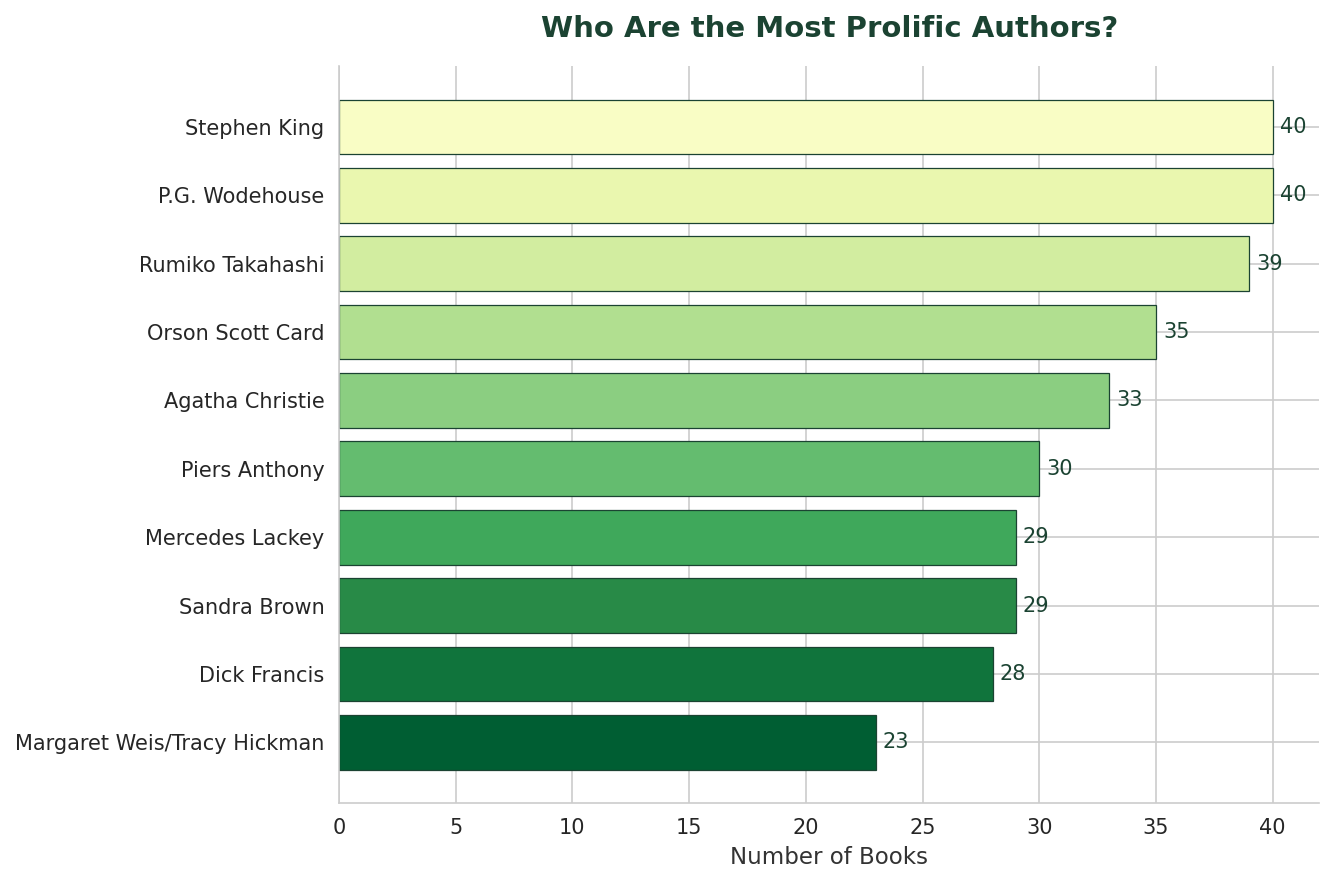 Who Are the Most Prolific Authors?
Stephen King 40
P.G. Wodehouse 40
Rumiko Takahashi 39
Orson Scott Card 35
Agatha Christie 33
Piers Anthony 30
Mercedes Lackey 29
Sandra Brown 29
Dick Francis 28
Margaret Weis/Tracy Hickman 23
0 5 10 15 20 25 30 35 40
Number of Books